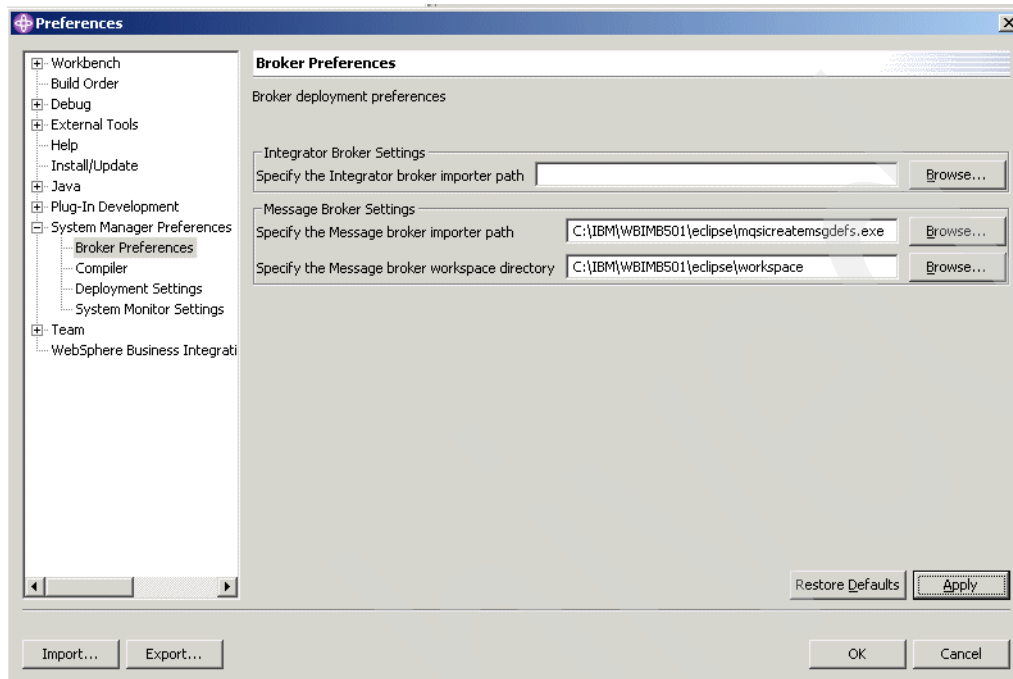 Preferences
Workbench
Build Order
Debug
External Tools
Help
Install/Update
Java
Plug-In Development
System Manager Preferences
Broker Preferences
Compiler
Deployment Settings
System Monitor Settings
Team
WebSphere Business Integrati
Broker Preferences
Broker deployment preferences
Integrator Broker Settings
Specify the Integrator broker importer path Browse...
Message Broker Settings
Specify the Message broker importer path C:\IBM\WBIMB501\eclipse\mqsicreatemsgdefs.exe Browse...
Specify the Message broker workspace directory C:\IBM\WBIMB501\eclipse\workspace Browse...
Restore Defaults Apply
Import... Export... OK Cancel